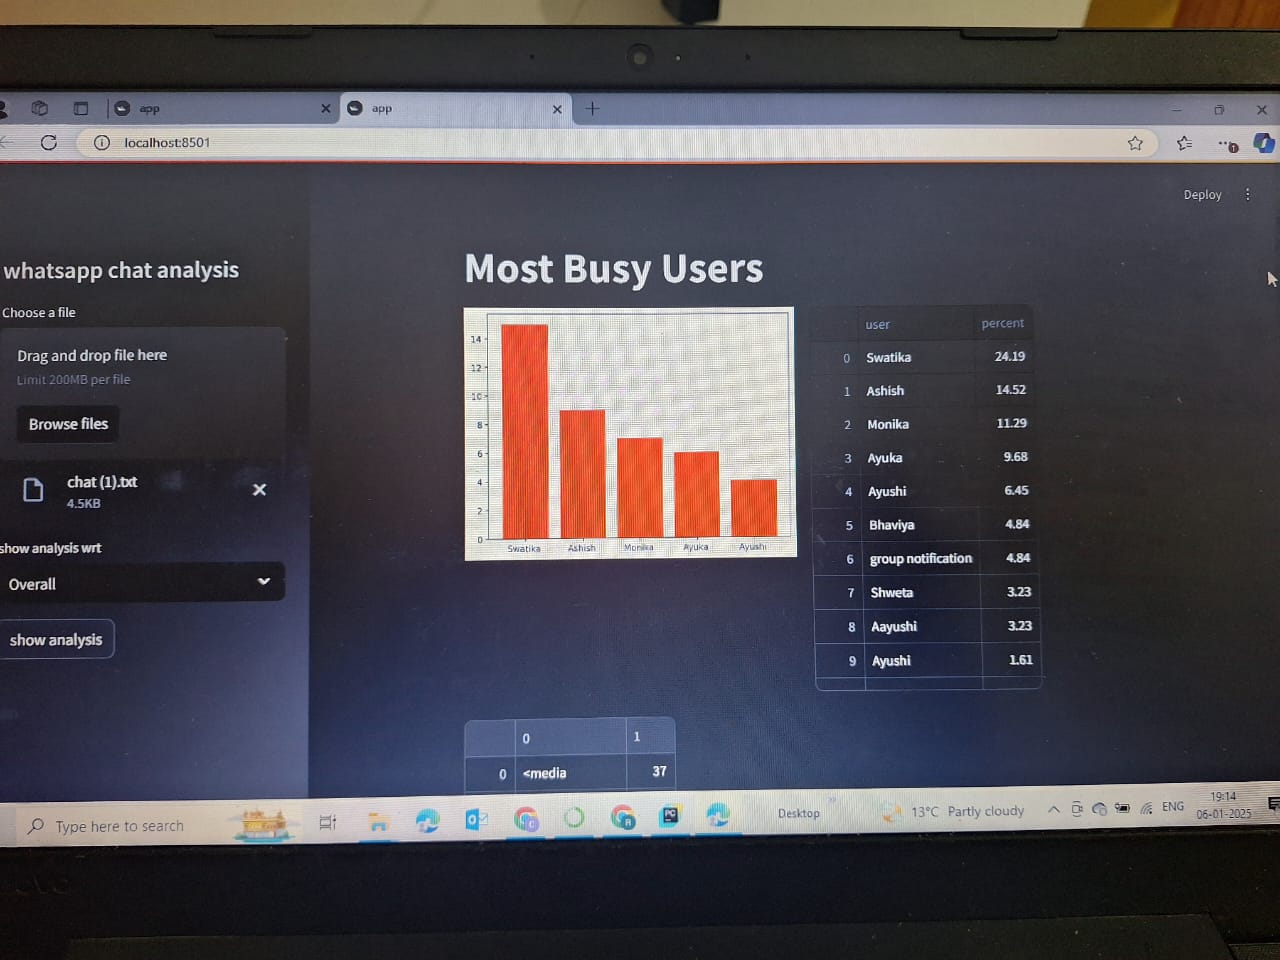 app
app
localhost:8501
Deploy
whatsapp chat analysis
Choose a file
Drag and drop file here
Limit 200MB per file
Browse files
chat (1).txt
4.5KB
show analysis wrt
Overall
show analysis
Most Busy Users
14
12
10
8
6
4
2
0
Swatika Ashish Monika Ayuka Ayushi
user percent
0 Swatika 24.19
1 Ashish 14.52
2 Monika 11.29
3 Ayuka 9.68
4 Ayushi 6.45
5 Bhaviya 4.84
6 group notification 4.84
7 Shweta 3.23
8 Aayushi 3.23
9 Ayushi 1.61
0 1
0 <media 37
Type here to search
Desktop
13°C Partly cloudy
ENG
19:14
06-01-2025